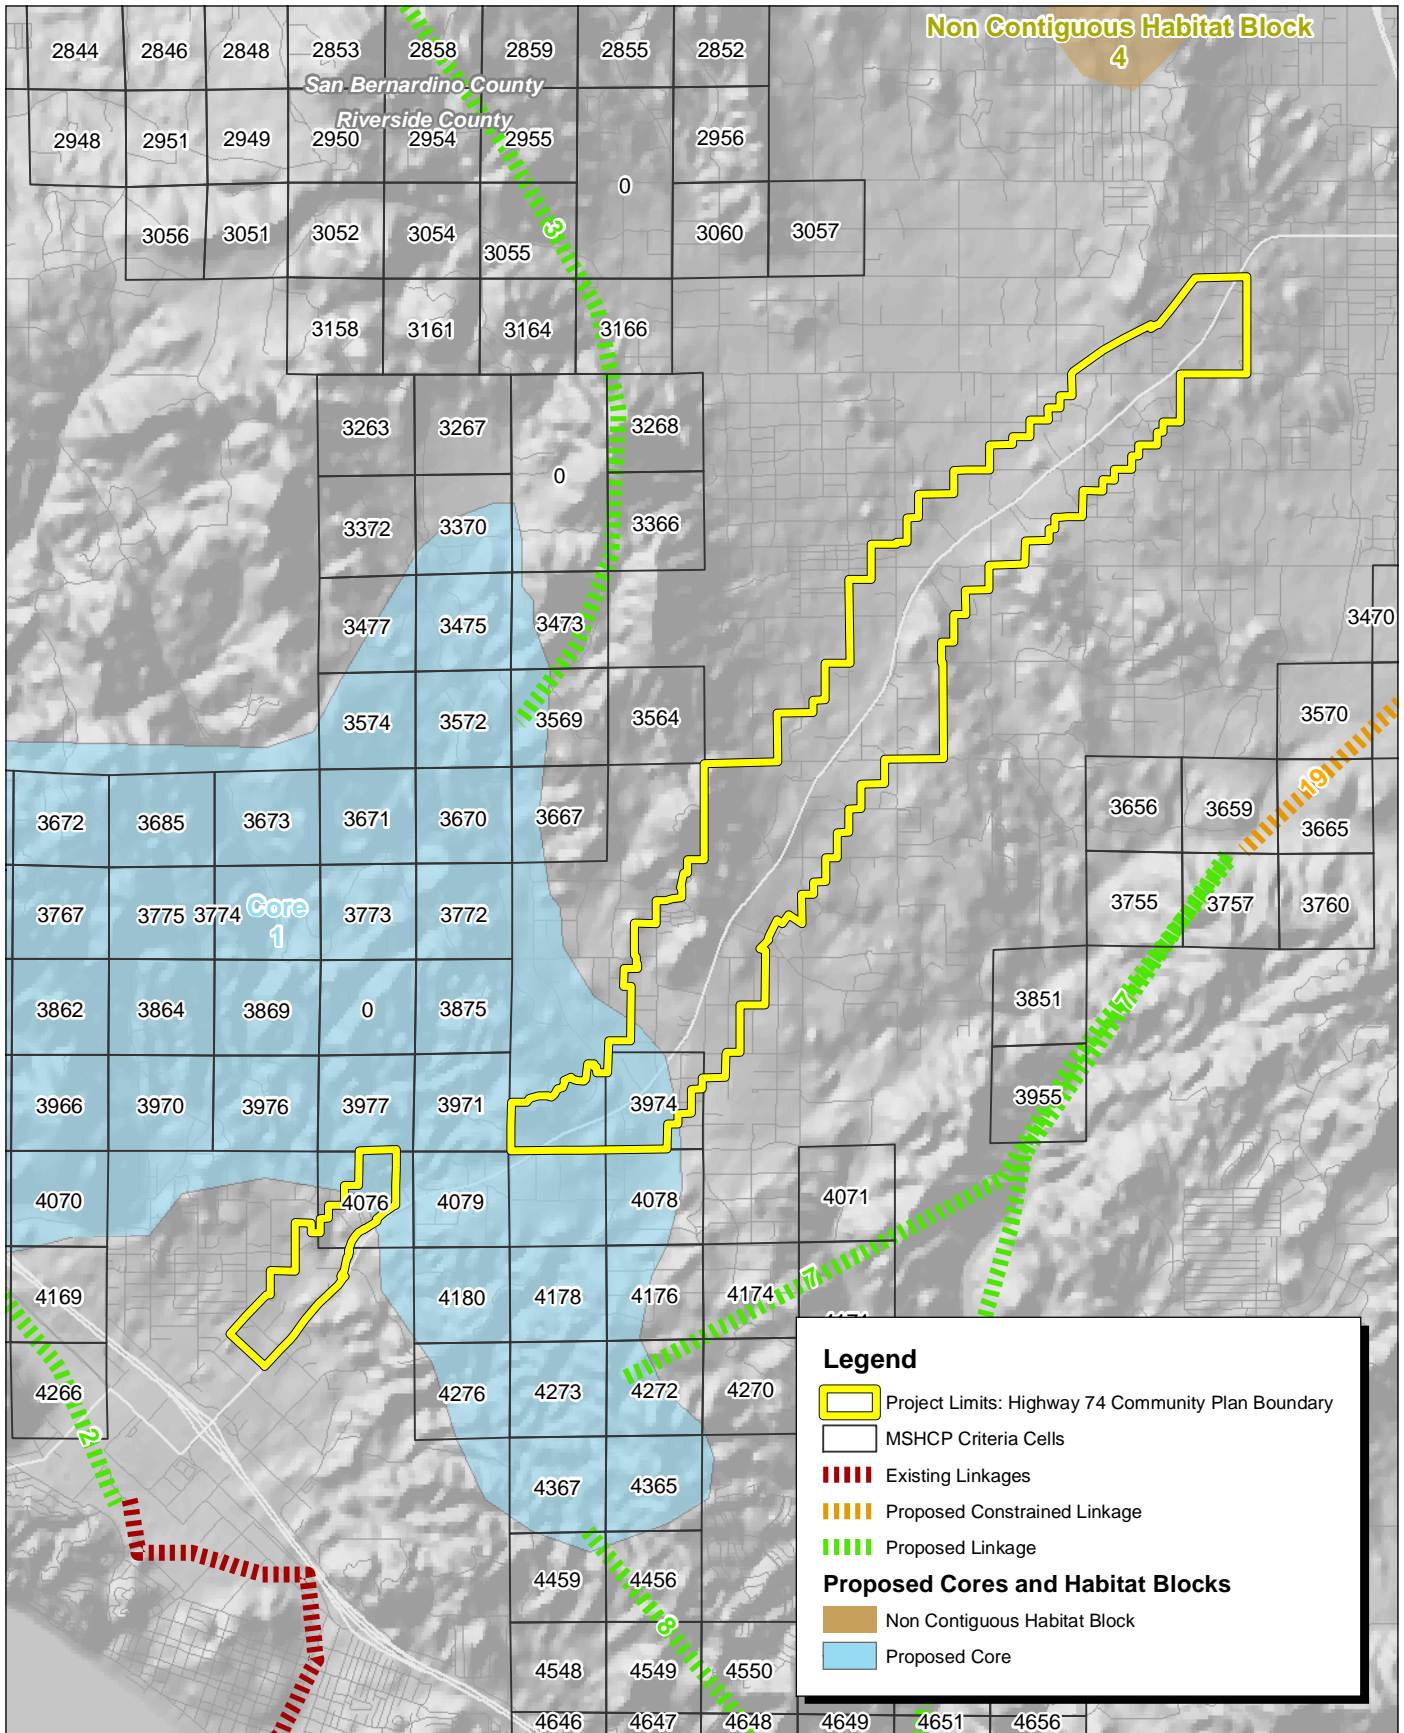 Non Contiguous Habitat Block
4
2844 2846 2848 2853 2858 2859 2855 2852
San Bernardino County
Riverside County
2948 2951 2949 2950 2954 2955 2956
0
3056 3051 3052 3054 3055 3 3060 3057
3158 3161 3164 3166
3263 3267 3268
0
3372 3370 3366
3477 3475 3473 3470
3574 3572 3569 3564 3570
19
3672 3685 3673 3671 3670 3667 3656 3659 3665
3767 3775 3774 Core 3773 3772 3755 3757 3760
1
3862 3864 3869 0 3875 3851 7
3966 3970 3976 3977 3971 3974 3955
4070 4076 4079 4078 4071
4169 4180 4178 4176 4174 7
4171
4266 4276 4273 4272 4270
2
4367 4365
4459 4456
8
4548 4549 4550
4646 4647 4648 4649 4651 4656
Legend
Project Limits: Highway 74 Community Plan Boundary
MSHCP Criteria Cells
Existing Linkages
Proposed Constrained Linkage
Proposed Linkage
Proposed Cores and Habitat Blocks
Non Contiguous Habitat Block
Proposed Core